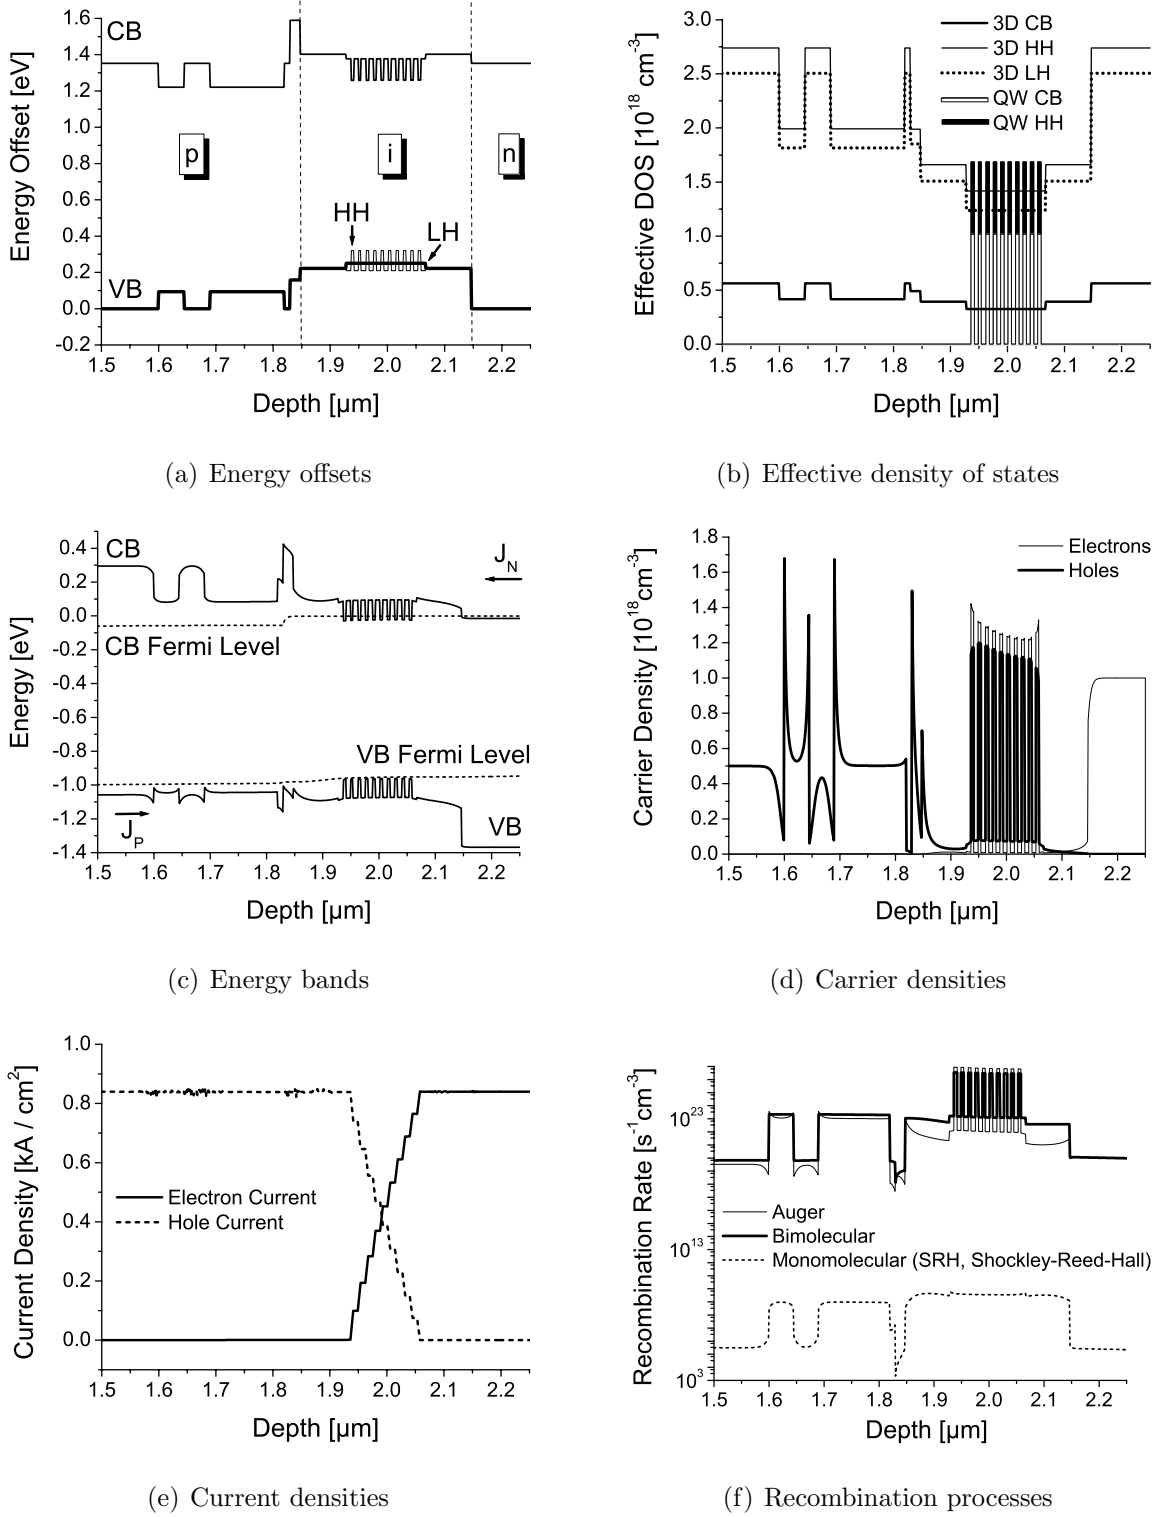 1.6
1.4
1.2
1.0
0.8
0.6
0.4
0.2
0.0
-0.2
Energy Offset [eV]
CB
p
i
n
HH
LH
VB
1.5 1.6 1.7 1.8 1.9 2.0 2.1 2.2
Depth [µm]
(a) Energy offsets
3.0
2.5
2.0
1.5
1.0
0.5
0.0
Effective DOS [10^18 cm^-3]
3D CB
3D HH
3D LH
QW CB
QW HH
1.5 1.6 1.7 1.8 1.9 2.0 2.1 2.2
Depth [µm]
(b) Effective density of states
0.4
0.2
0.0
-0.2
-0.4
-0.6
-0.8
-1.0
-1.2
-1.4
Energy [eV]
CB
J_N
CB Fermi Level
VB Fermi Level
J_P
VB
1.5 1.6 1.7 1.8 1.9 2.0 2.1 2.2
Depth [µm]
(c) Energy bands
1.8
1.6
1.4
1.2
1.0
0.8
0.6
0.4
0.2
0.0
Carrier Density [10^18cm^-3]
Electrons
Holes
1.5 1.6 1.7 1.8 1.9 2.0 2.1 2.2
Depth [µm]
(d) Carrier densities
1.0
0.8
0.6
0.4
0.2
0.0
Current Density [kA / cm^2]
Electron Current
Hole Current
1.5 1.6 1.7 1.8 1.9 2.0 2.1 2.2
Depth [µm]
(e) Current densities
10^23
10^13
10^3
Recombination Rate [s^-1cm^-3]
Auger
Bimolecular
Monomolecular (SRH, Shockley-Reed-Hall)
1.5 1.6 1.7 1.8 1.9 2.0 2.1 2.2
Depth [µm]
(f) Recombination processes